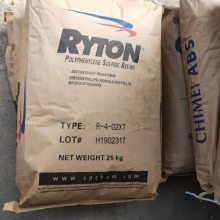 RYTON
POLYPHENYLENE SULFIDE RESINS
TYPE: R-4-02XT
LOT# H1902317
NET WEIGHT 25 kg
www.cpchem.com
CHIMEI ABS